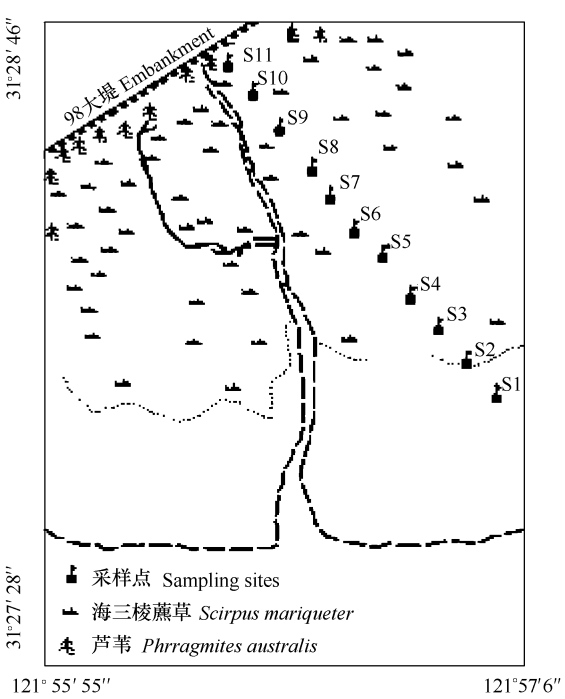 31°28′46″
98大堤 Embankment
S11
S10
S9
S8
S7
S6
S5
S4
S3
S2
S1
采样点 Sampling sites
海三棱藨草 Scirpus mariqueter
芦苇 Phrragmites australis
31°27′28″
121°55′55″
121°57′6″